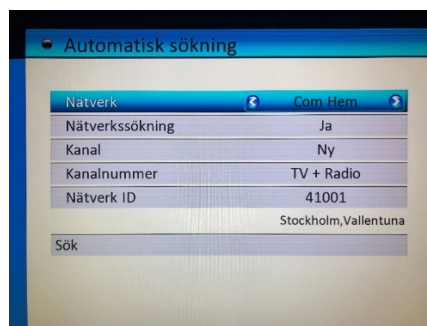 Automatisk sökning
Nätverk Com Hem
Nätverkssökning Ja
Kanal Ny
Kanalnummer TV + Radio
Nätverk ID 41001
Stockholm,Vallentuna
Sök